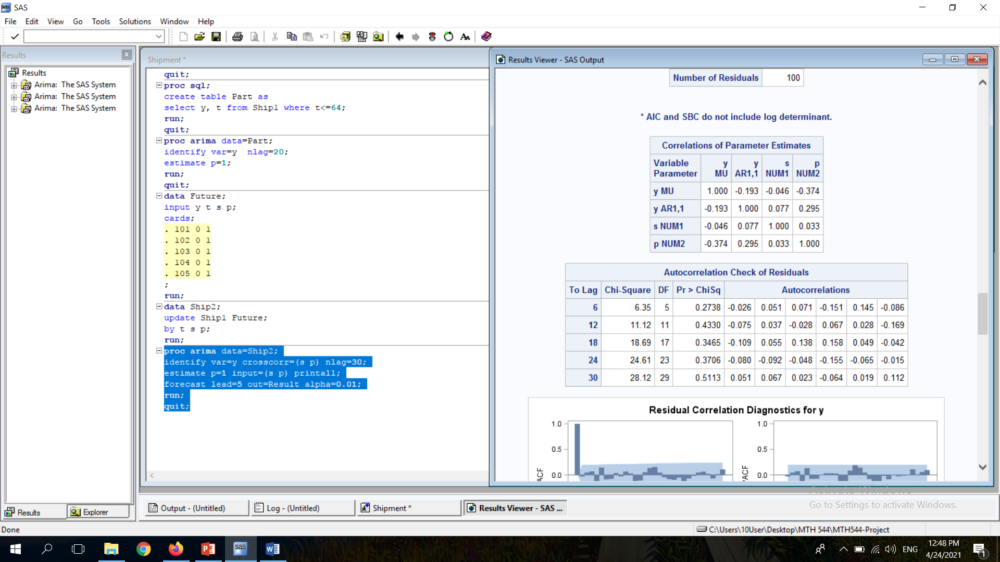 SAS
File Edit View Go Tools Solutions Window Help
Results
Results
Arima: The SAS System
Arima: The SAS System
Arima: The SAS System
Results
Explorer
Shipment *
quit;
proc sql;
create table Part as
select y, t from Ship1 where t<=64;
run;
quit;
proc arima data=Part;
identify var=y nlag=20;
estimate p=1;
run;
quit;
data Future;
input y t s p;
cards;
. 101 0 1
. 102 0 1
. 103 0 1
. 104 0 1
. 105 0 1
;
run;
data Ship2;
update Ship1 Future;
by t s p;
run;
proc arima data=Ship2;
identify var=y crosscorr=(s p) nlag=30;
estimate p=1 input=(s p) printall;
forecast lead=5 out=Result alpha=0.01;
run;
quit;
Results Viewer - SAS Output
Number of Residuals 100
* AIC and SBC do not include log determinant.
Correlations of Parameter Estimates
Variable y y s p
Parameter MU AR1,1 NUM1 NUM2
y MU 1.000 -0.193 -0.046 -0.374
y AR1,1 -0.193 1.000 0.077 0.295
s NUM1 -0.046 0.077 1.000 0.033
p NUM2 -0.374 0.295 0.033 1.000
Autocorrelation Check of Residuals
To Lag Chi-Square DF Pr > ChiSq Autocorrelations
6 6.35 5 0.2738 -0.026 0.051 0.071 -0.151 0.145 -0.086
12 11.12 11 0.4330 -0.075 0.037 -0.028 0.067 0.028 -0.169
18 18.69 17 0.3465 -0.109 0.055 0.138 0.158 0.049 -0.042
24 24.61 23 0.3706 -0.080 -0.092 -0.048 -0.155 -0.065 -0.015
30 28.12 29 0.5113 0.051 0.067 0.023 -0.064 0.019 0.112
Residual Correlation Diagnostics for y
1.0
0.5
0.0
ACF
1.0
0.5
0.0
PACF
Activate Windows
Go to Settings to activate Windows.
Output - (Untitled)
Log - (Untitled)
Shipment *
Results Viewer - SAS ...
Done
C:\Users\10User\Desktop\MTH 544\MTH544-Project
ENG
12:48 PM
4/24/2021
1